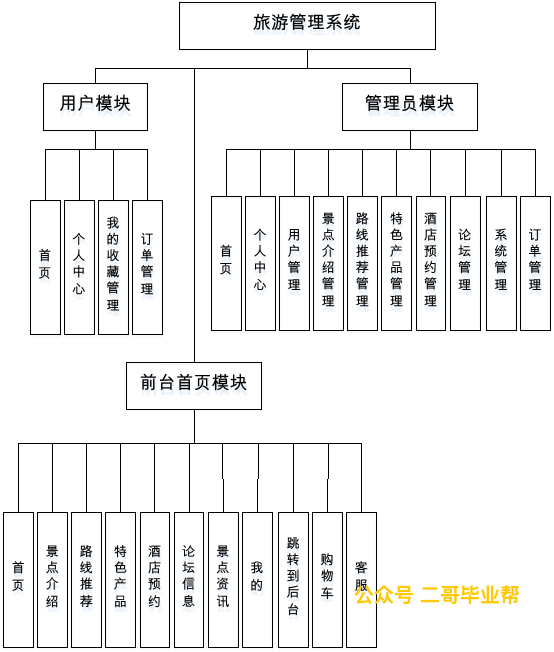 旅游管理系统
用户模块
管理员模块
首页
个人中心
我的收藏管理
订单管理
首页
个人中心
用户管理
景点介绍管理
路线推荐管理
特色产品管理
酒店预约管理
论坛管理
系统管理
订单管理
前台首页模块
首页
景点介绍
路线推荐
特色产品
酒店预约
论坛信息
景点资讯
我的
跳转到后台
购物车
客服
公众号 二哥毕业帮